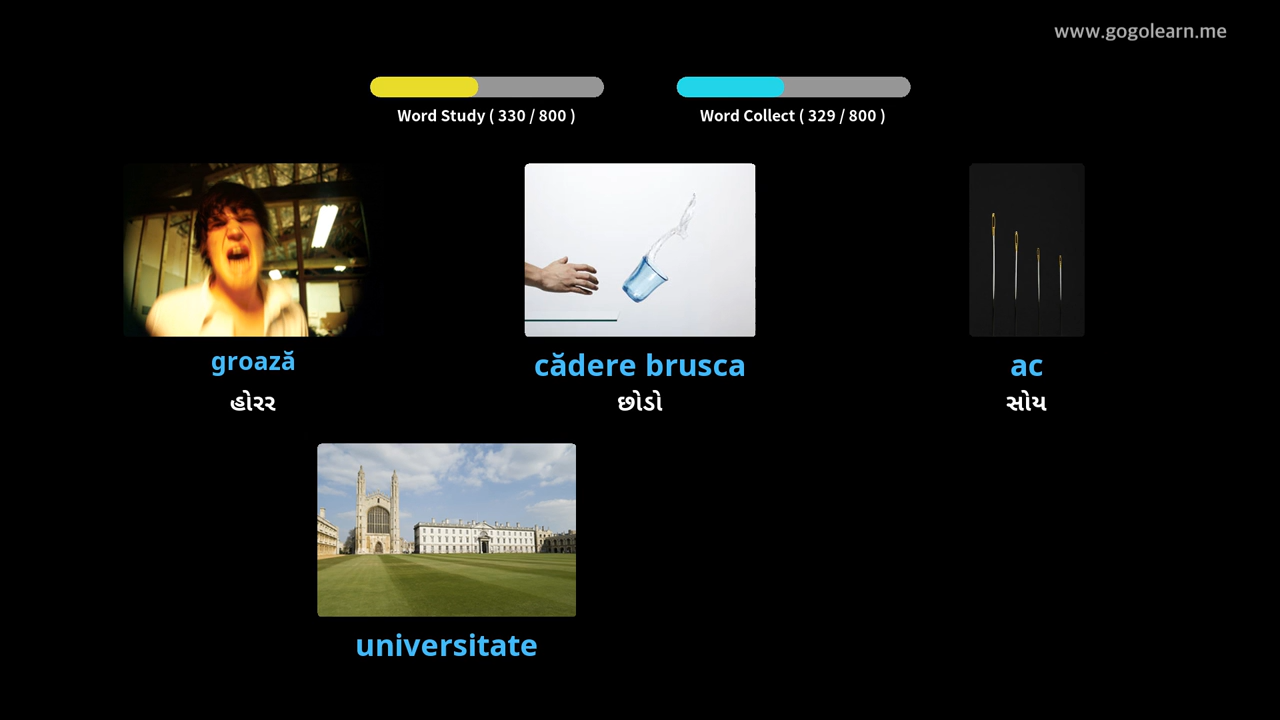 www.gogolearn.me
Word Study ( 330 / 800 )
Word Collect ( 329 / 800 )
groază
cădere brusca
ac
હોરર
છોડો
સોય
universitate